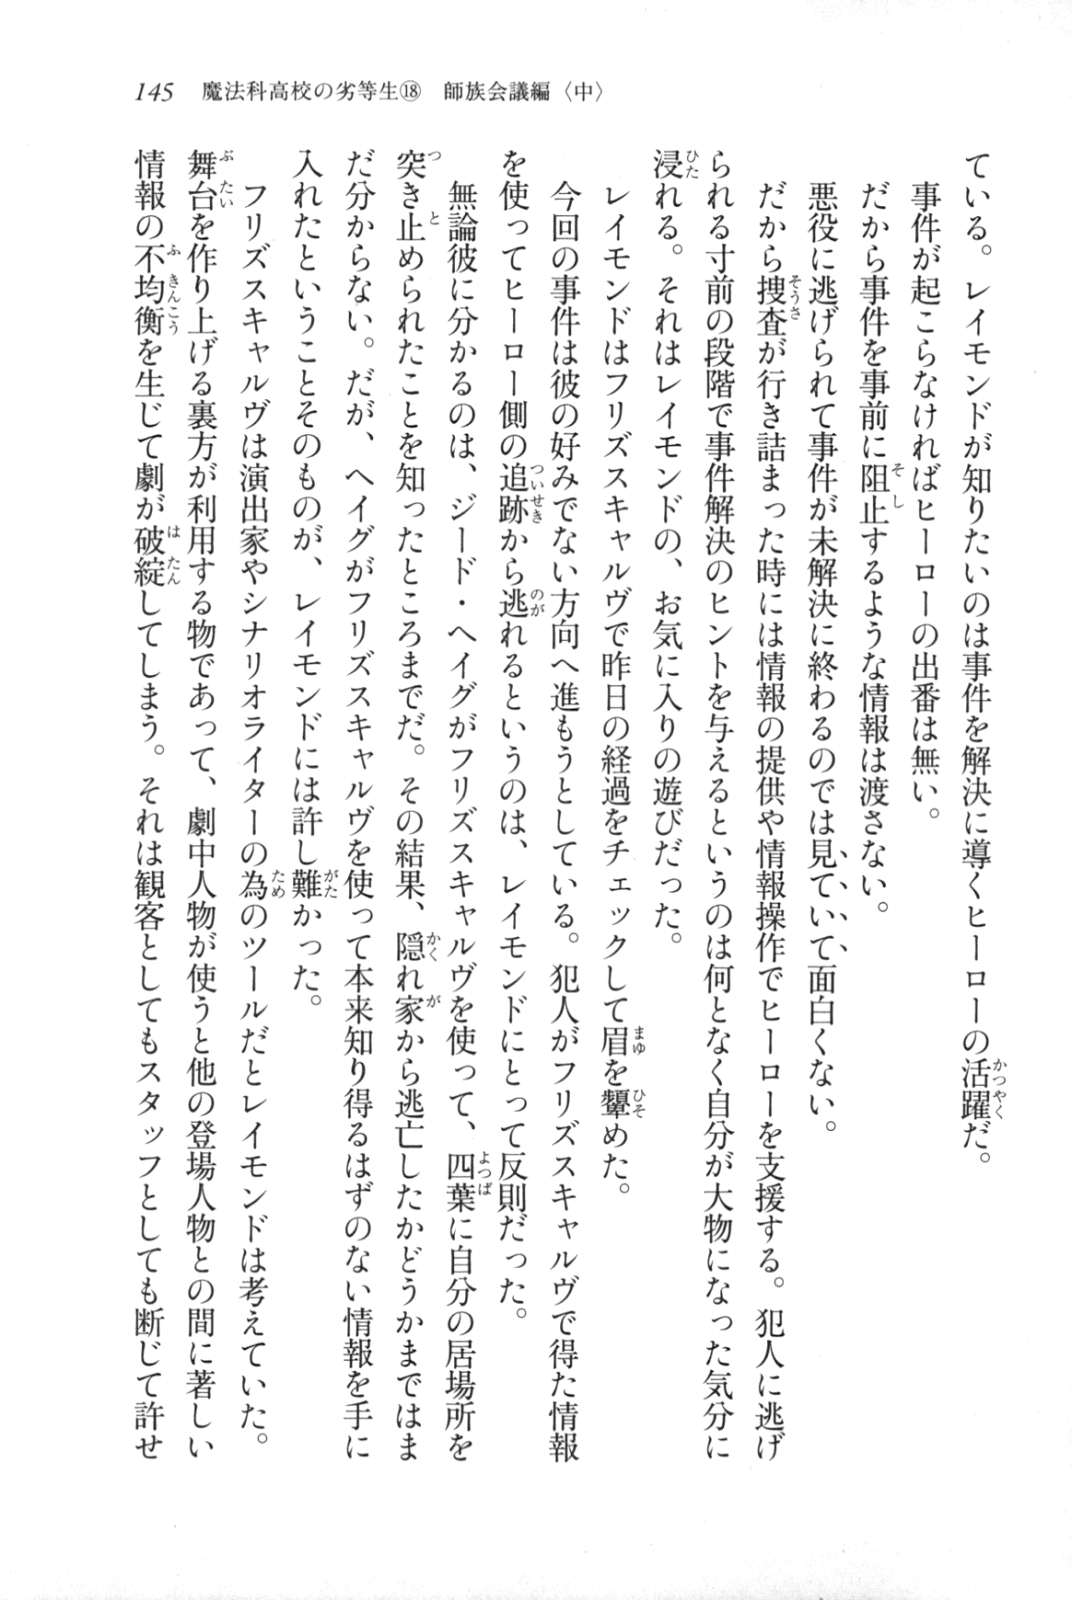 145　魔法科高校の劣等生⑱　師族会議編〈中〉
ている。レイモンドが知りたいのは事件を解決に導くヒーローの活躍だ。
　事件が起こらなければヒーローの出番は無い。
　だから事件を事前に阻止するような情報は渡さない。
　悪役に逃げられて事件が未解決に終わるのでは見ていて面白くない。
　だから捜査が行き詰まった時には情報の提供や情報操作でヒーローを支援する。犯人に逃げ
られる寸前の段階で事件解決のヒントを与えるというのは何となく自分が大物になった気分に
浸れる。それはレイモンドの、お気に入りの遊びだった。
　レイモンドはフリズスキャルヴで昨日の経過をチェックして眉を顰めた。
　今回の事件は彼の好みでない方向へ進もうとしている。犯人がフリズスキャルヴで得た情報
を使ってヒーロー側の追跡から逃れるというのは、レイモンドにとって反則だった。
　無論彼に分かるのは、ジード・ヘイグがフリズスキャルヴを使って、四葉に自分の居場所を
突き止められたことを知ったところまでだ。その結果、隠れ家から逃亡したかどうかまではま
だ分からない。だが、ヘイグがフリズスキャルヴを使って本来知り得るはずのない情報を手に
入れたということそのものが、レイモンドには許し難かった。
　フリズスキャルヴは演出家やシナリオライターの為のツールだとレイモンドは考えていた。
舞台を作り上げる裏方が利用する物であって、劇中人物が使うと他の登場人物との間に著しい
情報の不均衡を生じて劇が破綻してしまう。それは観客としてもスタッフとしても断じて許せ